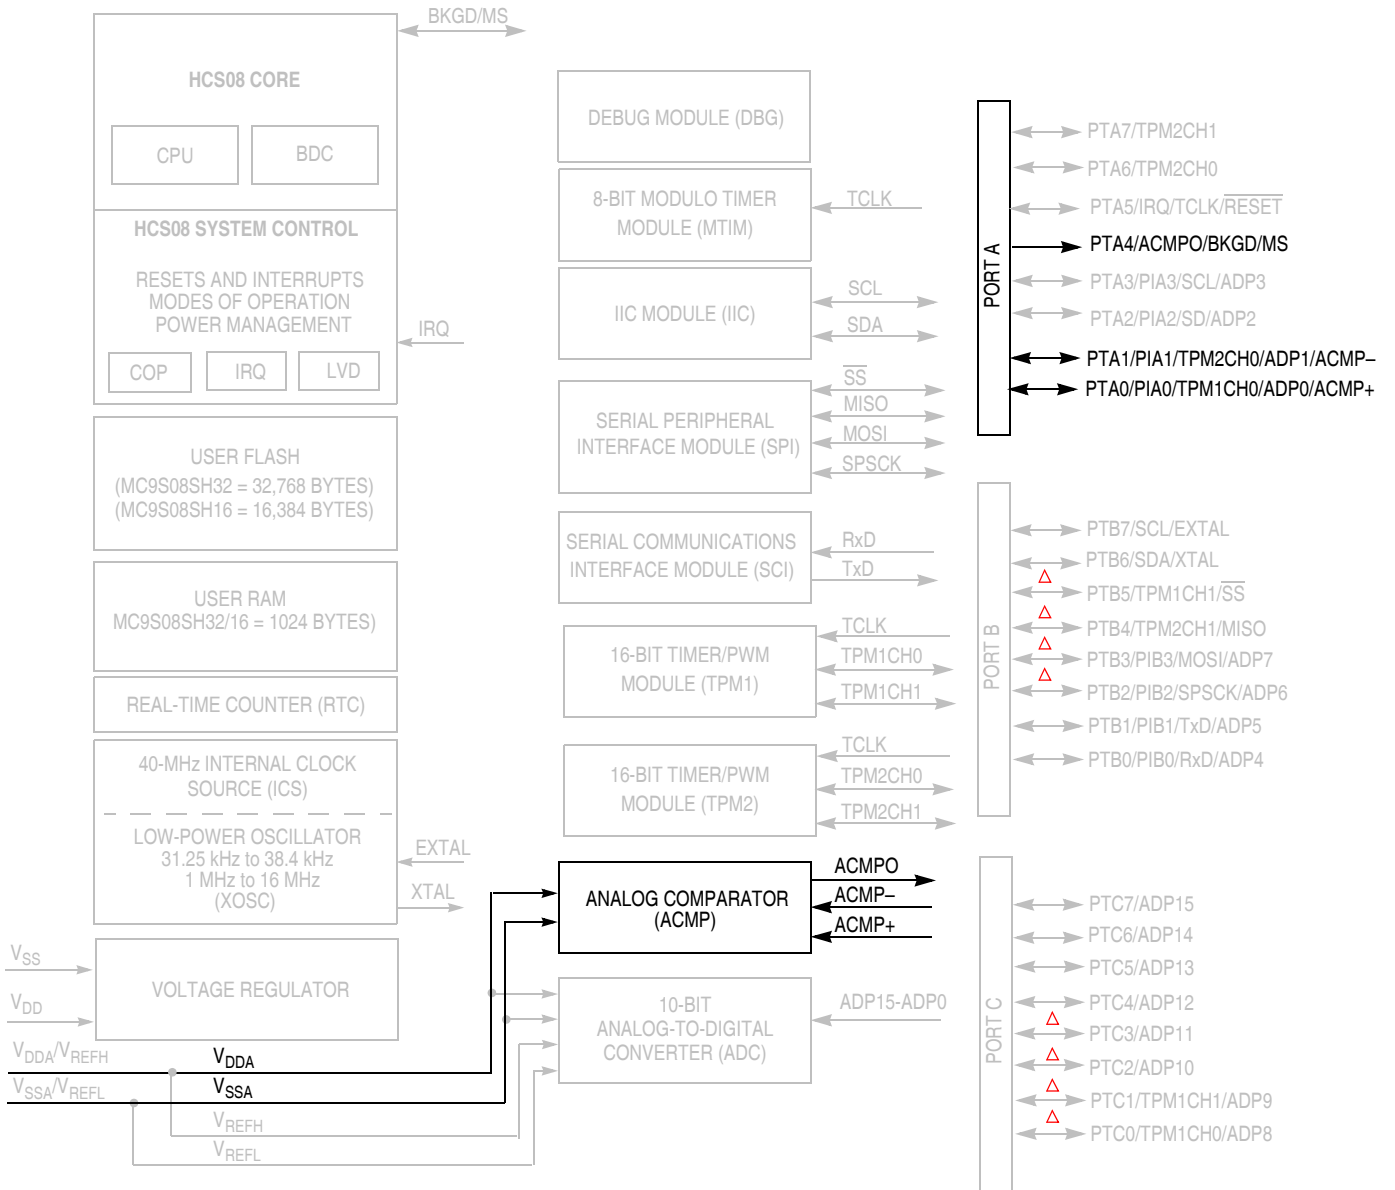 BKGD/MS
HCS08 CORE
CPU
BDC
HCS08 SYSTEM CONTROL
RESETS AND INTERRUPTS
MODES OF OPERATION
POWER MANAGEMENT
IRQ
COP
IRQ
LVD
USER FLASH
(MC9S08SH32 = 32,768 BYTES)
(MC9S08SH16 = 16,384 BYTES)
USER RAM
MC9S08SH32/16 = 1024 BYTES)
REAL-TIME COUNTER (RTC)
40-MHz INTERNAL CLOCK
SOURCE (ICS)
LOW-POWER OSCILLATOR
31.25 kHz to 38.4 kHz
1 MHz to 16 MHz
(XOSC)
EXTAL
XTAL
VSS
VDD
VOLTAGE REGULATOR
VDDA/VREFH
VDDA
VSSA/VREFL
VSSA
VREFH
VREFL
DEBUG MODULE (DBG)
8-BIT MODULO TIMER
MODULE (MTIM)
TCLK
IIC MODULE (IIC)
SCL
SDA
SERIAL PERIPHERAL
INTERFACE MODULE (SPI)
SS
MISO
MOSI
SPSCK
SERIAL COMMUNICATIONS
INTERFACE MODULE (SCI)
RxD
TxD
16-BIT TIMER/PWM
MODULE (TPM1)
TCLK
TPM1CH0
TPM1CH1
16-BIT TIMER/PWM
MODULE (TPM2)
TCLK
TPM2CH0
TPM2CH1
ANALOG COMPARATOR
(ACMP)
ACMPO
ACMP–
ACMP+
10-BIT
ANALOG-TO-DIGITAL
CONVERTER (ADC)
ADP15-ADP0
PORT A
PTA7/TPM2CH1
PTA6/TPM2CH0
PTA5/IRQ/TCLK/RESET
PTA4/ACMPO/BKGD/MS
PTA3/PIA3/SCL/ADP3
PTA2/PIA2/SD/ADP2
PTA1/PIA1/TPM2CH0/ADP1/ACMP–
PTA0/PIA0/TPM1CH0/ADP0/ACMP+
PORT B
PTB7/SCL/EXTAL
PTB6/SDA/XTAL
PTB5/TPM1CH1/SS
PTB4/TPM2CH1/MISO
PTB3/PIB3/MOSI/ADP7
PTB2/PIB2/SPSCK/ADP6
PTB1/PIB1/TxD/ADP5
PTB0/PIB0/RxD/ADP4
PORT C
PTC7/ADP15
PTC6/ADP14
PTC5/ADP13
PTC4/ADP12
PTC3/ADP11
PTC2/ADP10
PTC1/TPM1CH1/ADP9
PTC0/TPM1CH0/ADP8